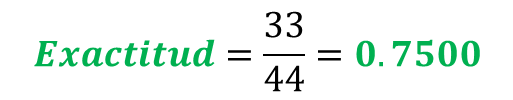 Exactitud = 33/44 = 0.7500